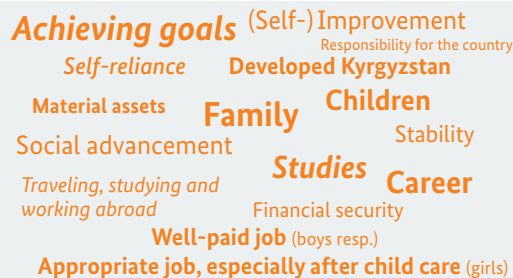 Achieving goals (Self-) Improvement
Responsibility for the country
Self-reliance Developed Kyrgyzstan
Material assets Family Children
Social advancement Stability
Studies Career
Traveling, studying and
working abroad Financial security
Well-paid job (boys resp.)
Appropriate job, especially after child care (girls)